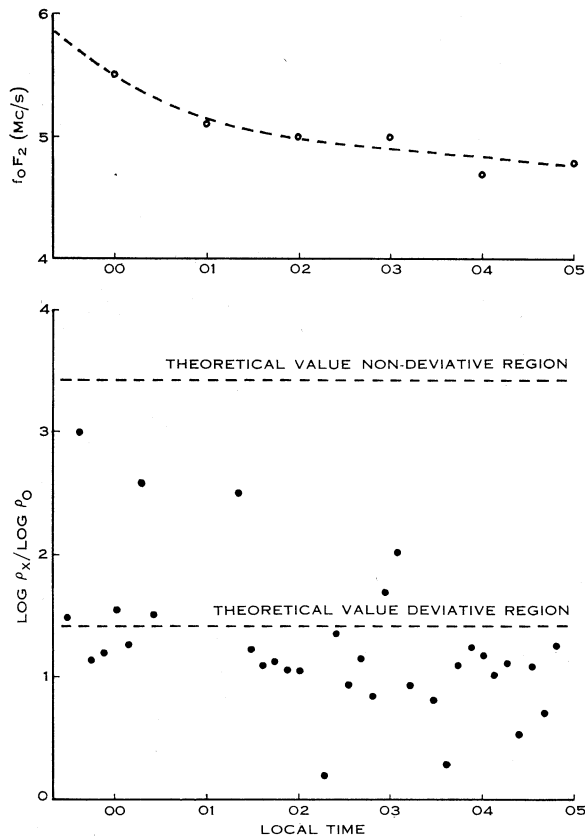 6
5
4
f₀F₂ (Mc/s)
00 01 02 03 04 05
4
3
2
1
0
LOG ρX/LOG ρO
THEORETICAL VALUE NON-DEVIATIVE REGION
THEORETICAL VALUE DEVIATIVE REGION
00 01 02 03 04 05
LOCAL TIME